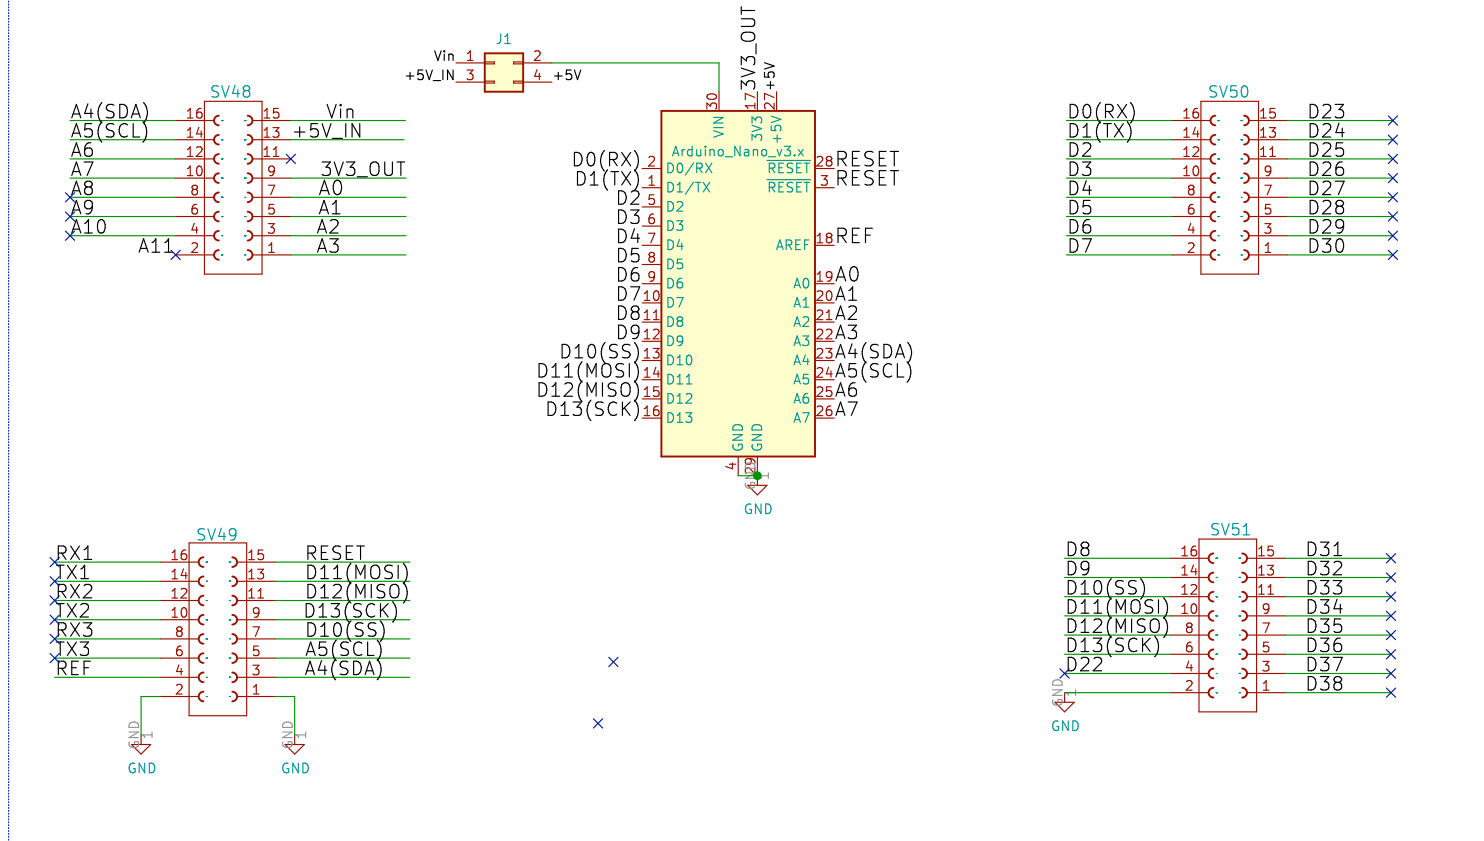 J1
Vin 1 2
+5V_IN 3 4 +5V
3V3_OUT
+5V
30 17 27
VIN 3V3 +5V
Arduino_Nano_v3.x
D0(RX) 2 D0/RX RESET 28 RESET
D1(TX) 1 D1/TX RESET 3 RESET
D2 5 D2
D3 6 D3
D4 7 D4 AREF 18 REF
D5 8 D5
D6 9 D6 A0 19 A0
D7 10 D7 A1 20 A1
D8 11 D8 A2 21 A2
D9 12 D9 A3 22 A3
D10(SS) 13 D10 A4 23 A4(SDA)
D11(MOSI) 14 D11 A5 24 A5(SCL)
D12(MISO) 15 D12 A6 25 A6
D13(SCK) 16 D13 A7 26 A7
GND GND
4 29
GND 1
GND
SV48
A4(SDA) 16 15 Vin
A5(SCL) 14 13 +5V_IN
A6 12 11
A7 10 9 3V3_OUT
A8 8 7 A0
A9 6 5 A1
A10 4 3 A2
A11 2 1 A3
SV50
D0(RX) 16 15 D23
D1(TX) 14 13 D24
D2 12 11 D25
D3 10 9 D26
D4 8 7 D27
D5 6 5 D28
D6 4 3 D29
D7 2 1 D30
SV49
RX1 16 15 RESET
TX1 14 13 D11(MOSI)
RX2 12 11 D12(MISO)
TX2 10 9 D13(SCK)
RX3 8 7 D10(SS)
TX3 6 5 A5(SCL)
REF 4 3 A4(SDA)
2 1
GND 1 GND 1
GND GND
SV51
D8 16 15 D31
D9 14 13 D32
D10(SS) 12 11 D33
D11(MOSI) 10 9 D34
D12(MISO) 8 7 D35
D13(SCK) 6 5 D36
D22 4 3 D37
2 1 D38
GND 1
GND